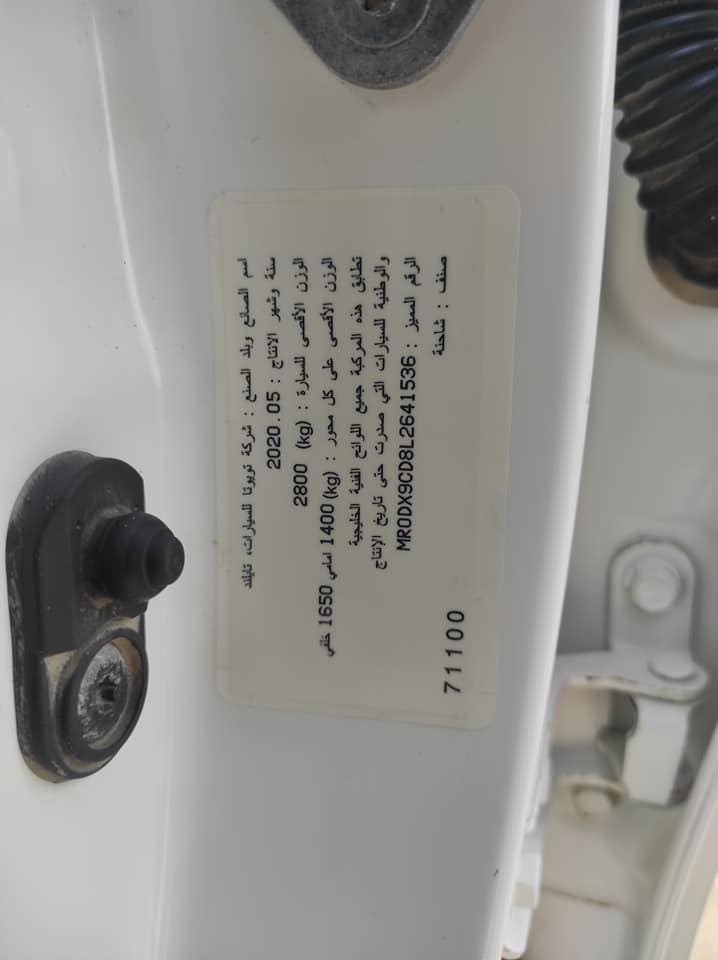 اسم الصانع وبلد الصنع : شركة تويوتا للسيارات، تايلند
سنة وشهر الانتاج : 2020.05
الوزن الأقصى للسيارة : 2800 (kg)
الوزن الأقصى على كل محور : (kg) 1400 امامي 1650 خلفي
تطابق هذه المركبة جميع اللوائح الفنية الخليجية
والوطنية للسيارات التي صدرت حتى تاريخ الإنتاج
الرقم المميز : MR0DX9CD8L2641536
صنف : شاحنة
71100